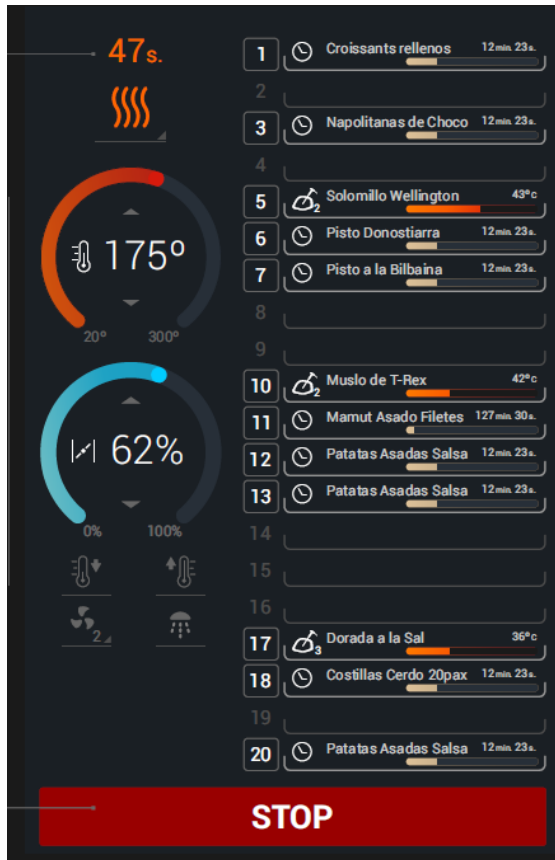 47s.
175º
20º 300º
62%
0% 100%
2
1 Croissants rellenos 12min. 23s.
2
3 Napolitanas de Choco 12min. 23s.
4
5 2 Solomillo Wellington 43ºc
6 Pisto Donostiarra 12min. 23s.
7 Pisto a la Bilbaina 12min. 23s.
8
9
10 2 Muslo de T-Rex 42ºc
11 Mamut Asado Filetes 127min. 30s.
12 Patatas Asadas Salsa 12min. 23s.
13 Patatas Asadas Salsa 12min. 23s.
14
15
16
17 3 Dorada a la Sal 36ºc
18 Costillas Cerdo 20pax 12min. 23s.
19
20 Patatas Asadas Salsa 12min. 23s.
STOP